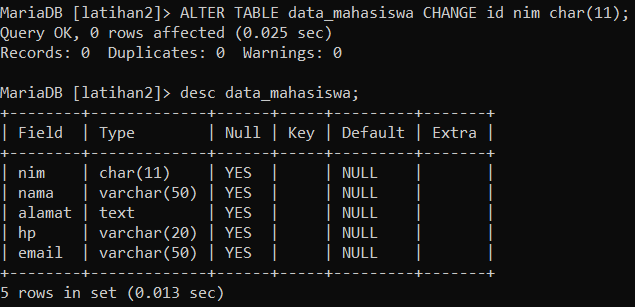 MariaDB [latihan2]> ALTER TABLE data_mahasiswa CHANGE id nim char(11);
Query OK, 0 rows affected (0.025 sec)
Records: 0  Duplicates: 0  Warnings: 0

MariaDB [latihan2]> desc data_mahasiswa;
+--------+-------------+------+-----+---------+-------+
| Field  | Type        | Null | Key | Default | Extra |
+--------+-------------+------+-----+---------+-------+
| nim    | char(11)    | YES  |     | NULL    |       |
| nama   | varchar(50) | YES  |     | NULL    |       |
| alamat | text        | YES  |     | NULL    |       |
| hp     | varchar(20) | YES  |     | NULL    |       |
| email  | varchar(50) | YES  |     | NULL    |       |
+--------+-------------+------+-----+---------+-------+
5 rows in set (0.013 sec)